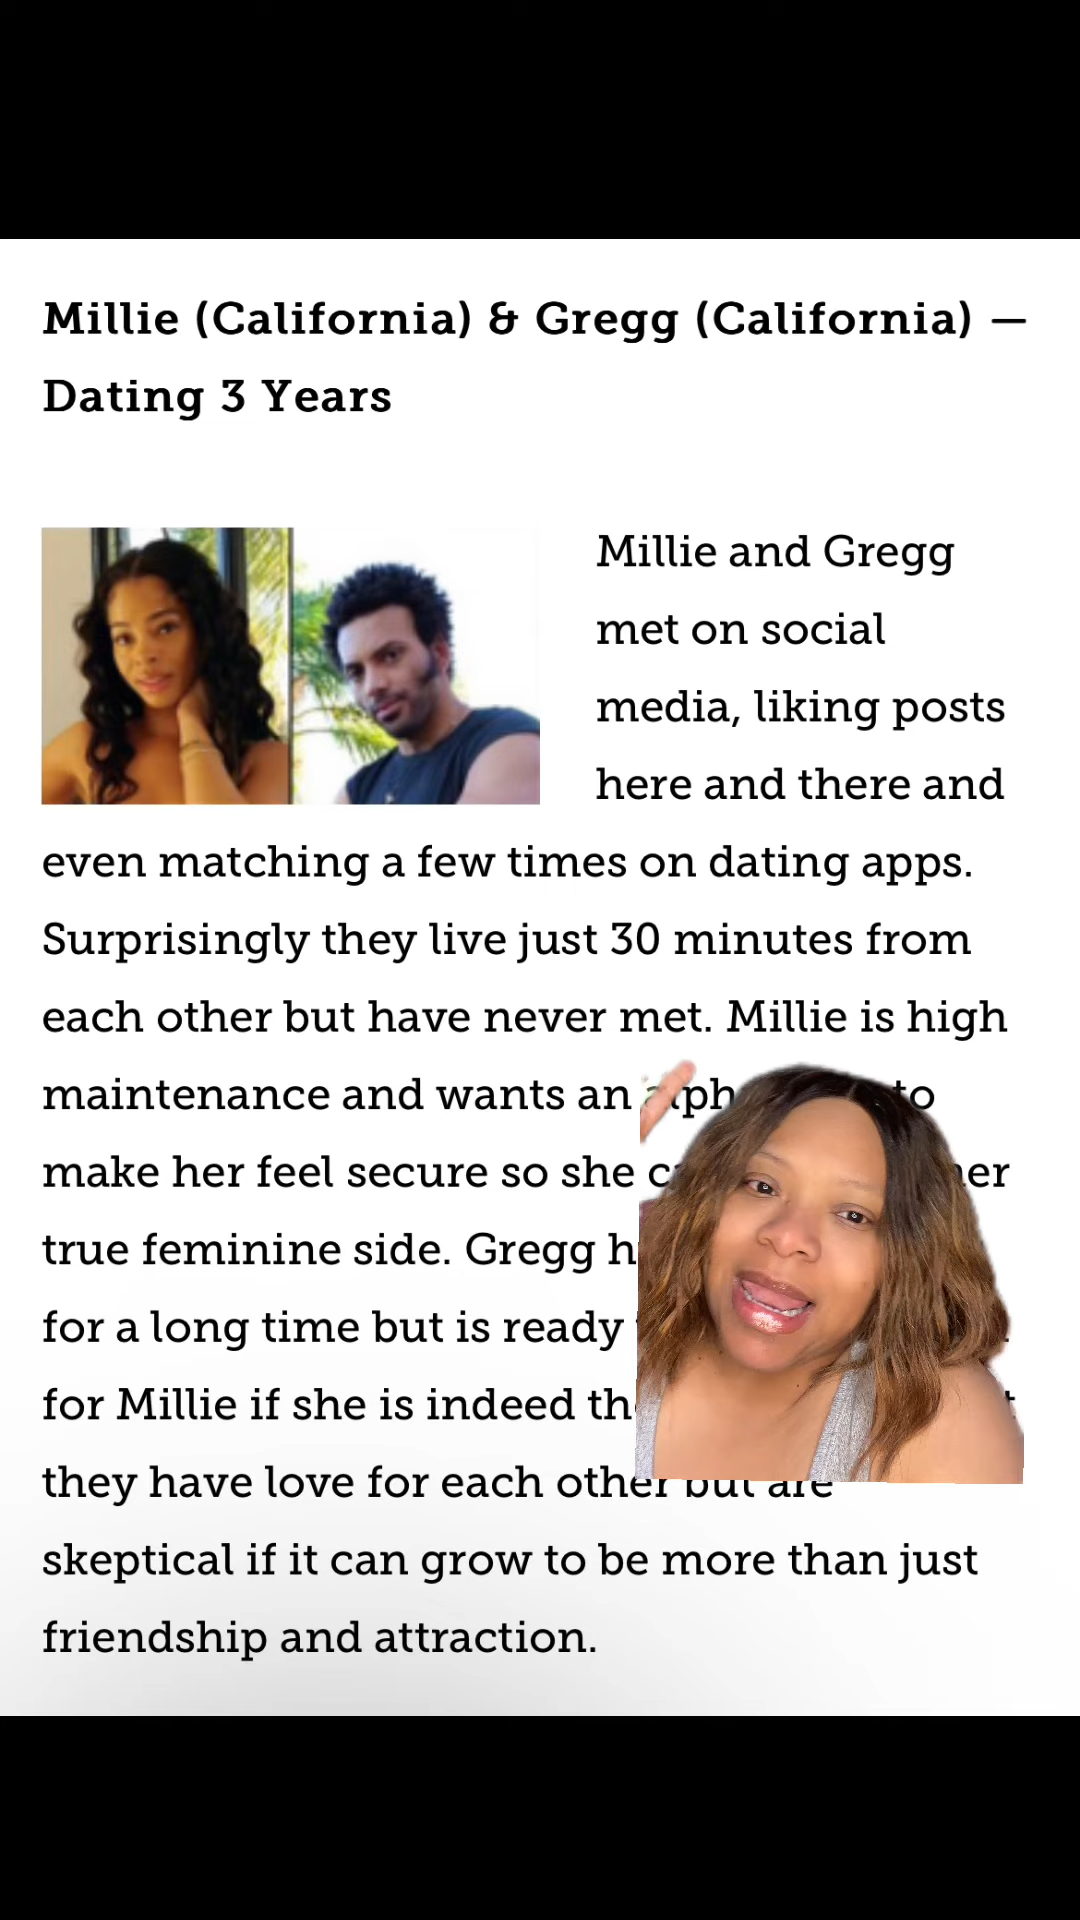 Millie (California) & Gregg (California) —
Dating 3 Years
Millie and Gregg
met on social
media, liking posts
here and there and
even matching a few times on dating apps.
Surprisingly they live just 30 minutes from
each other but have never met. Millie is high
maintenance and wants an to
make her feel secure so she
true feminine side. Gregg
for a long time but is ready
for Millie if she is indeed
they have love for each other but are
skeptical if it can grow to be more than just
friendship and attraction.